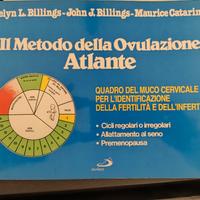 elyn L. Billings - John J. Billings - Maurice Catarin
Il Metodo della Ovulazione
Atlante
QUADRO DEL MUCO CERVICALE
PER L'IDENTIFICAZIONE
DELLA FERTILITÀ E DELL'INFERT
• Cicli regolari o irregolari
• Allattamento al seno
• Premenopausa